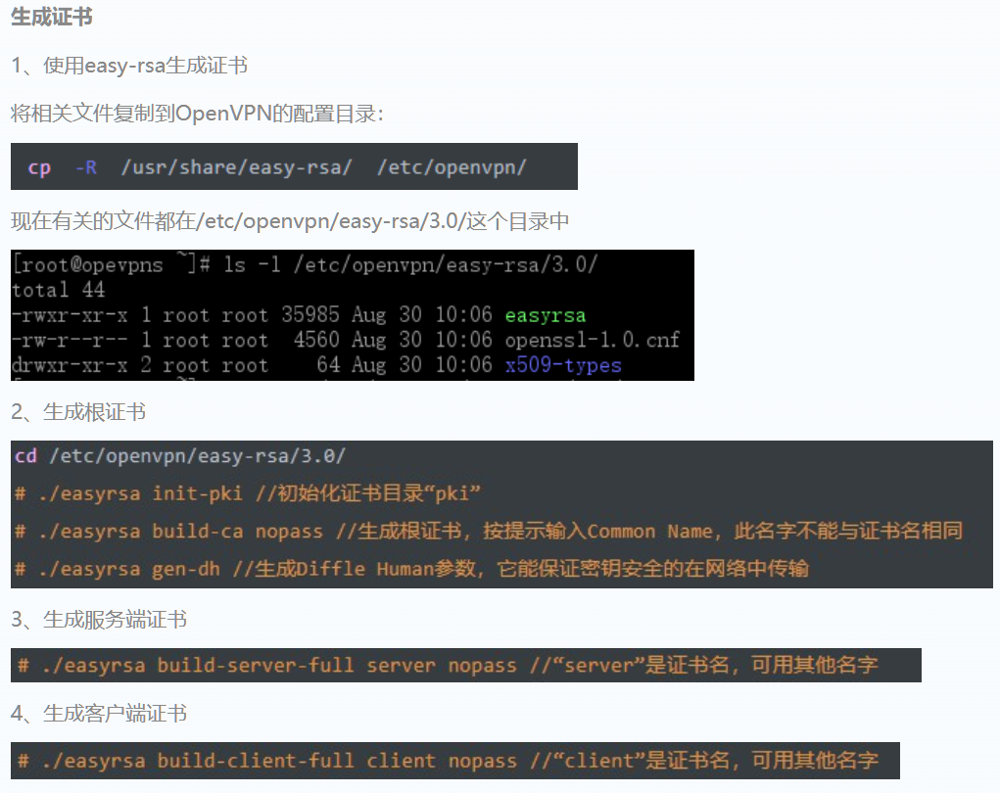 生成证书
1、使用easy-rsa生成证书
将相关文件复制到OpenVPN的配置目录：
cp -R /usr/share/easy-rsa/ /etc/openvpn/
现在有关的文件都在/etc/openvpn/easy-rsa/3.0/这个目录中
[root@opevpns ~]# ls -l /etc/openvpn/easy-rsa/3.0/
total 44
-rwxr-xr-x 1 root root 35985 Aug 30 10:06 easyrsa
-rw-r--r-- 1 root root 4560 Aug 30 10:06 openssl-1.0.cnf
drwxr-xr-x 2 root root 64 Aug 30 10:06 x509-types
2、生成根证书
cd /etc/openvpn/easy-rsa/3.0/
# ./easyrsa init-pki //初始化证书目录“pki”
# ./easyrsa build-ca nopass //生成根证书，按提示输入Common Name，此名字不能与证书名相同
# ./easyrsa gen-dh //生成Diffle Human参数，它能保证密钥安全的在网络中传输
3、生成服务端证书
# ./easyrsa build-server-full server nopass //“server”是证书名，可用其他名字
4、生成客户端证书
# ./easyrsa build-client-full client nopass //“client”是证书名，可用其他名字